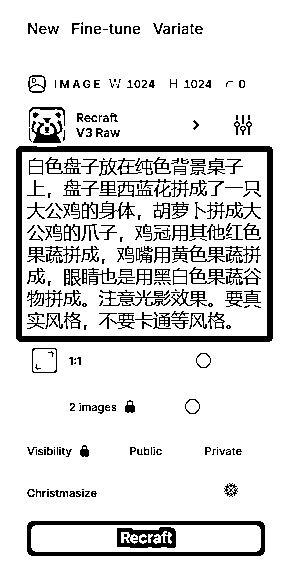 New Fine-tune Variate
IMAGE W 1024 H 1024 0
Recraft
V3 Raw
白色盘子放在纯色背景桌子
上，盘子里西蓝花拼成了一只
大公鸡的身体，胡萝卜拼成大
公鸡的爪子，鸡冠用其他红色
果蔬拼成，鸡嘴用黄色果蔬拼
成，眼睛也是用黑白色果蔬谷
物拼成。注意光影效果。要真
实风格，不要卡通等风格。
1:1
2 images
Visibility Public Private
Christmasize
Recraft